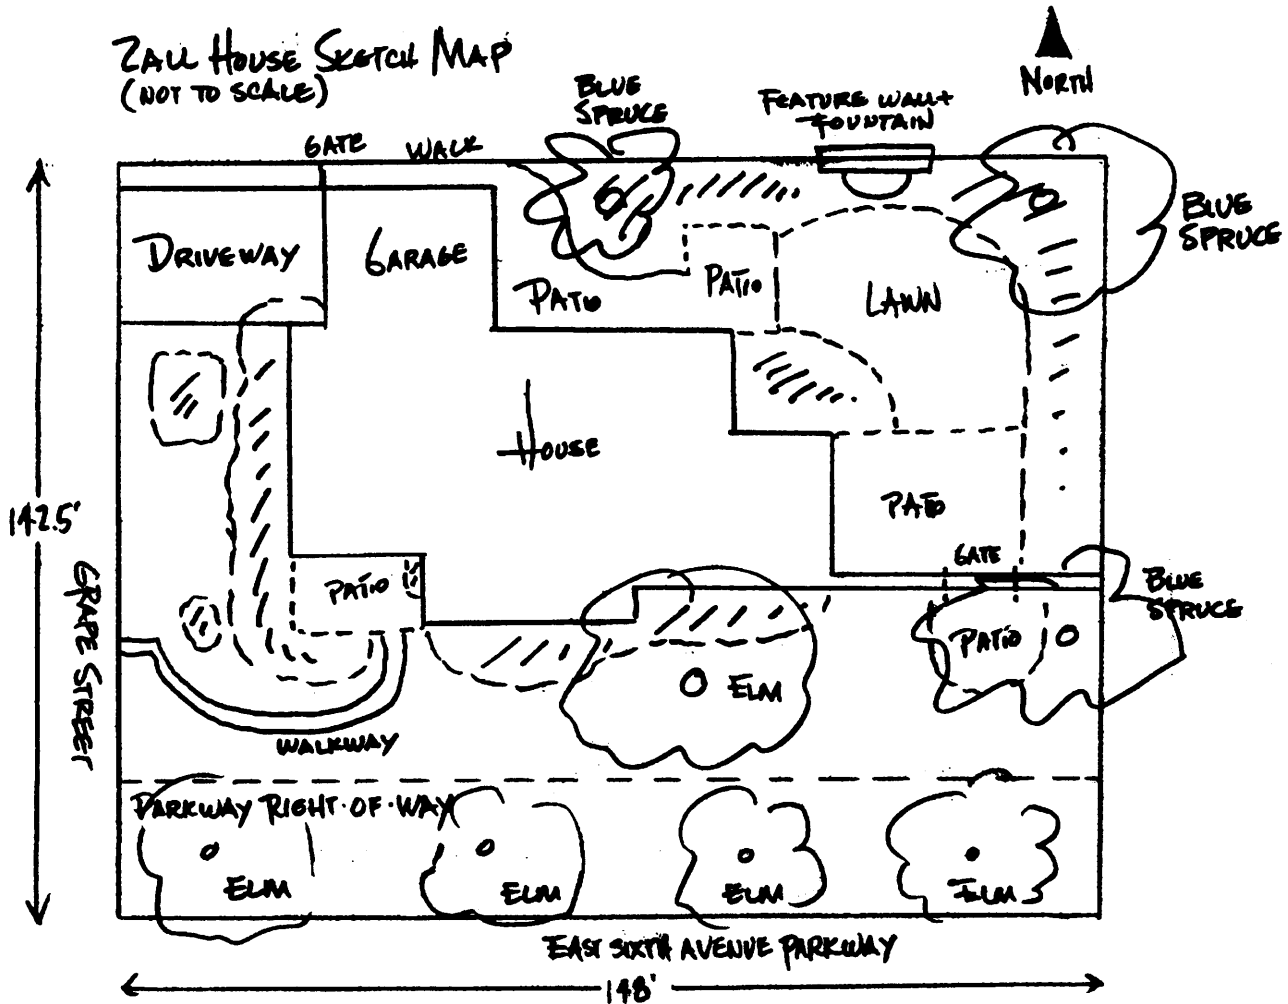 ZALL HOUSE SKETCH MAP
(NOT TO SCALE)
NORTH
BLUE
SPRUCE
FEATURE WALL +
FOUNTAIN
GATE
WALK
BLUE
SPRUCE
DRIVEWAY
GARAGE
PATIO
PATIO
LAWN
HOUSE
142.5'
PATIO
GATE
PATIO
BLUE
SPRUCE
PATIO
ELM
GRAPE STREET
WALKWAY
PARKWAY RIGHT-OF-WAY
ELM
ELM
ELM
ELM
EAST SIXTH AVENUE PARKWAY
148'